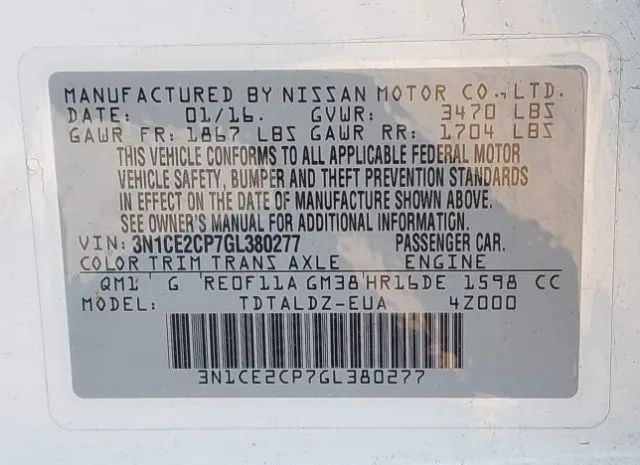 MANUFACTURED BY NISSAN MOTOR CO., LTD.
DATE: 01/16. GVWR: 3470 LBS
GAWR FR: 1867 LBS GAWR RR: 1704 LBS
THIS VEHICLE CONFORMS TO ALL APPLICABLE FEDERAL MOTOR
VEHICLE SAFETY, BUMPER AND THEFT PREVENTION STANDARDS
IN EFFECT ON THE DATE OF MANUFACTURE SHOWN ABOVE.
SEE OWNER'S MANUAL FOR ADDITIONAL INFORMATION.
VIN: 3N1CE2CP7GL380277 PASSENGER CAR.
COLOR TRIM TRANS AXLE ENGINE
QM1 G RE0F11A GM38 HR16DE 1598 CC
MODEL: TDTALDZ-EUA 4Z000
3N1CE2CP7GL380277